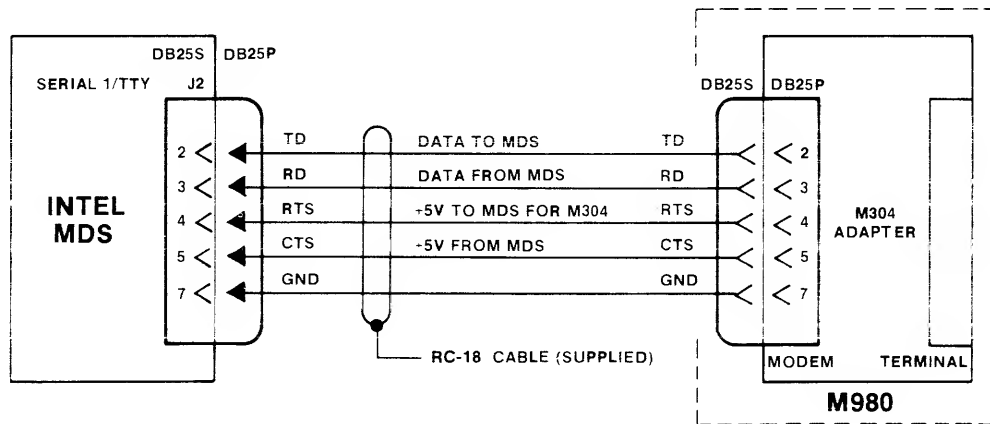 DB25S DB25P
SERIAL 1/TTY J2
DB25S DB25P
2 TD DATA TO MDS TD 2
3 RD DATA FROM MDS RD 3
INTEL
MDS
4 RTS +5V TO MDS FOR M304 RTS 4
M304
ADAPTER
5 CTS +5V FROM MDS CTS 5
7 GND GND 7
RC-18 CABLE (SUPPLIED)
MODEM TERMINAL
M980